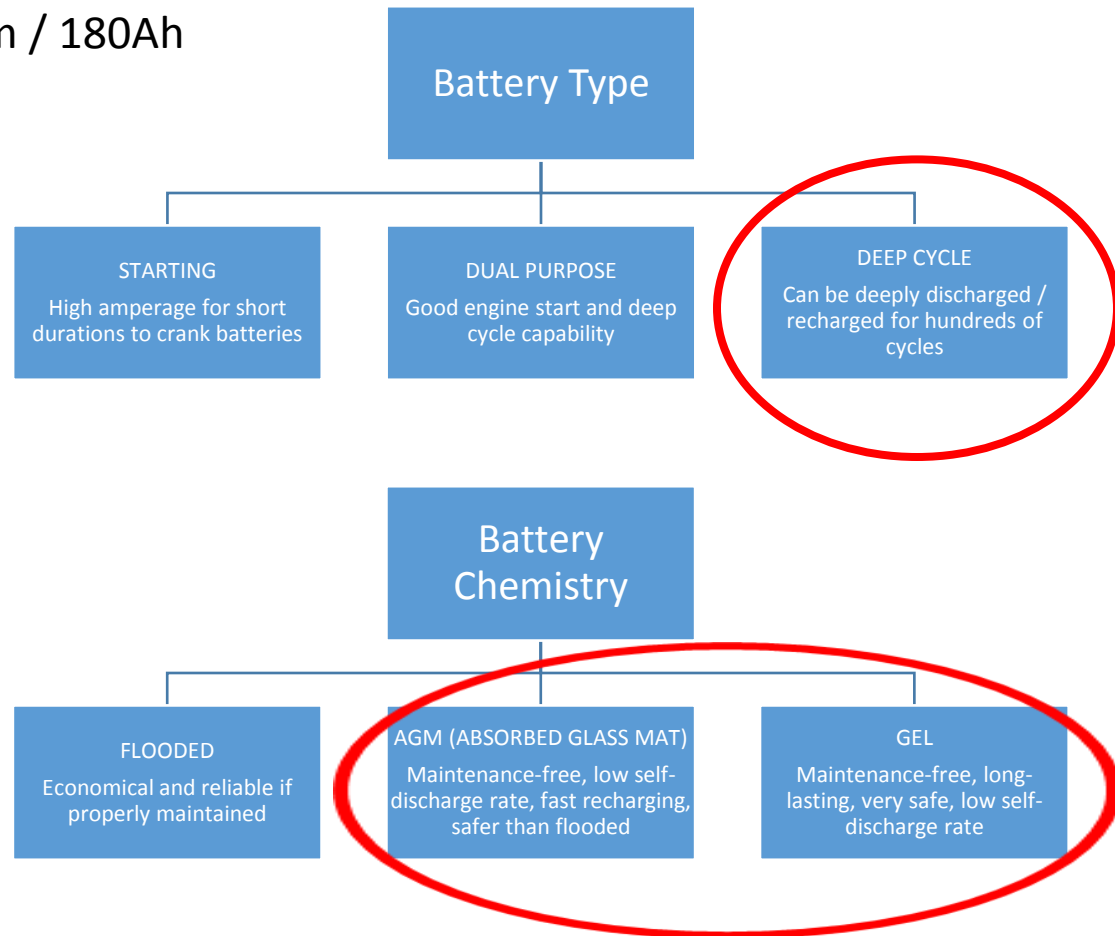 m / 180Ah
Battery Type
STARTING
High amperage for short
durations to crank batteries
DUAL PURPOSE
Good engine start and deep
cycle capability
DEEP CYCLE
Can be deeply discharged /
recharged for hundreds of
cycles
Battery
Chemistry
FLOODED
Economical and reliable if
properly maintained
AGM (ABSORBED GLASS MAT)
Maintenance-free, low self-
discharge rate, fast recharging,
safer than flooded
GEL
Maintenance-free, long-
lasting, very safe, low self-
discharge rate